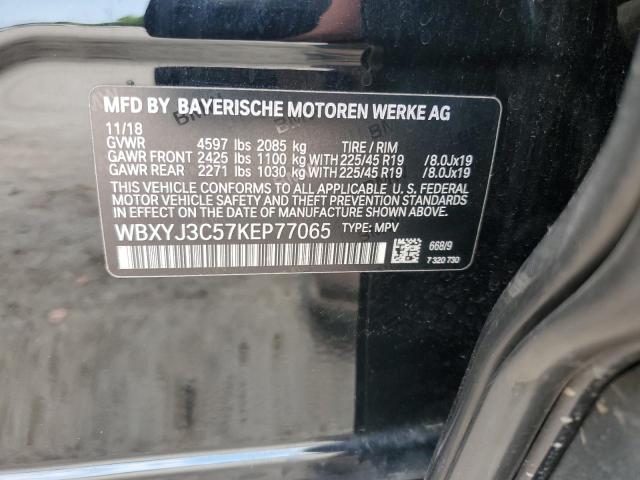 MFD BY BAYERISCHE MOTOREN WERKE AG
11/18
GVWR 4597 lbs 2085 kg TIRE / RIM
GAWR FRONT 2425 lbs 1100 kg WITH 225/45 R19 /8.0Jx19
GAWR REAR 2271 lbs 1030 kg WITH 225/45 R19 /8.0Jx19
THIS VEHICLE CONFORMS TO ALL APPLICABLE U. S. FEDERAL
MOTOR VEHICLE SAFETY BUMPER AND THEFT PREVENTION STANDARDS
IN EFFECT ON THE DATE OF MANUFACTURE SHOWN ABOVE.
WBXYJ3C57KEP77065 TYPE: MPV
668/9
7 320 730